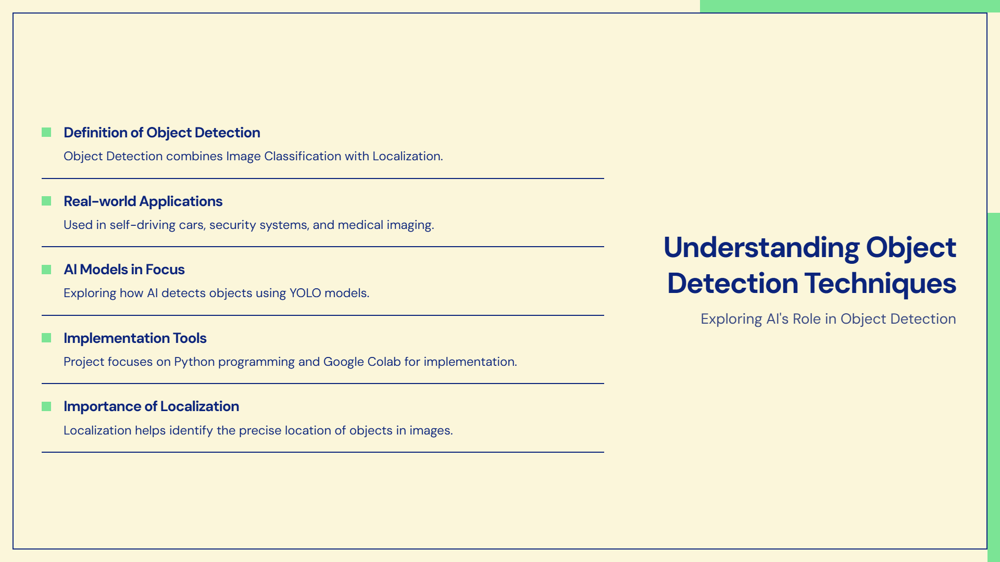 Definition of Object Detection
Object Detection combines Image Classification with Localization.
Real-world Applications
Used in self-driving cars, security systems, and medical imaging.
AI Models in Focus
Exploring how AI detects objects using YOLO models.
Implementation Tools
Project focuses on Python programming and Google Colab for implementation.
Importance of Localization
Localization helps identify the precise location of objects in images.
Understanding Object
Detection Techniques
Exploring AI's Role in Object Detection